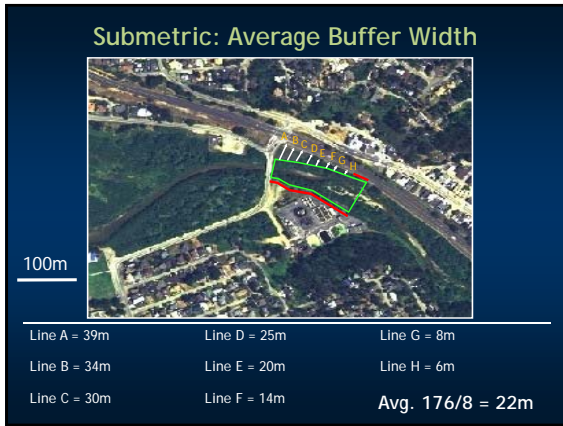 Submetric: Average Buffer Width
A B C D E F G H
100m
Line A = 39m
Line B = 34m
Line C = 30m
Line D = 25m
Line E = 20m
Line F = 14m
Line G = 8m
Line H = 6m
Avg. 176/8 = 22m